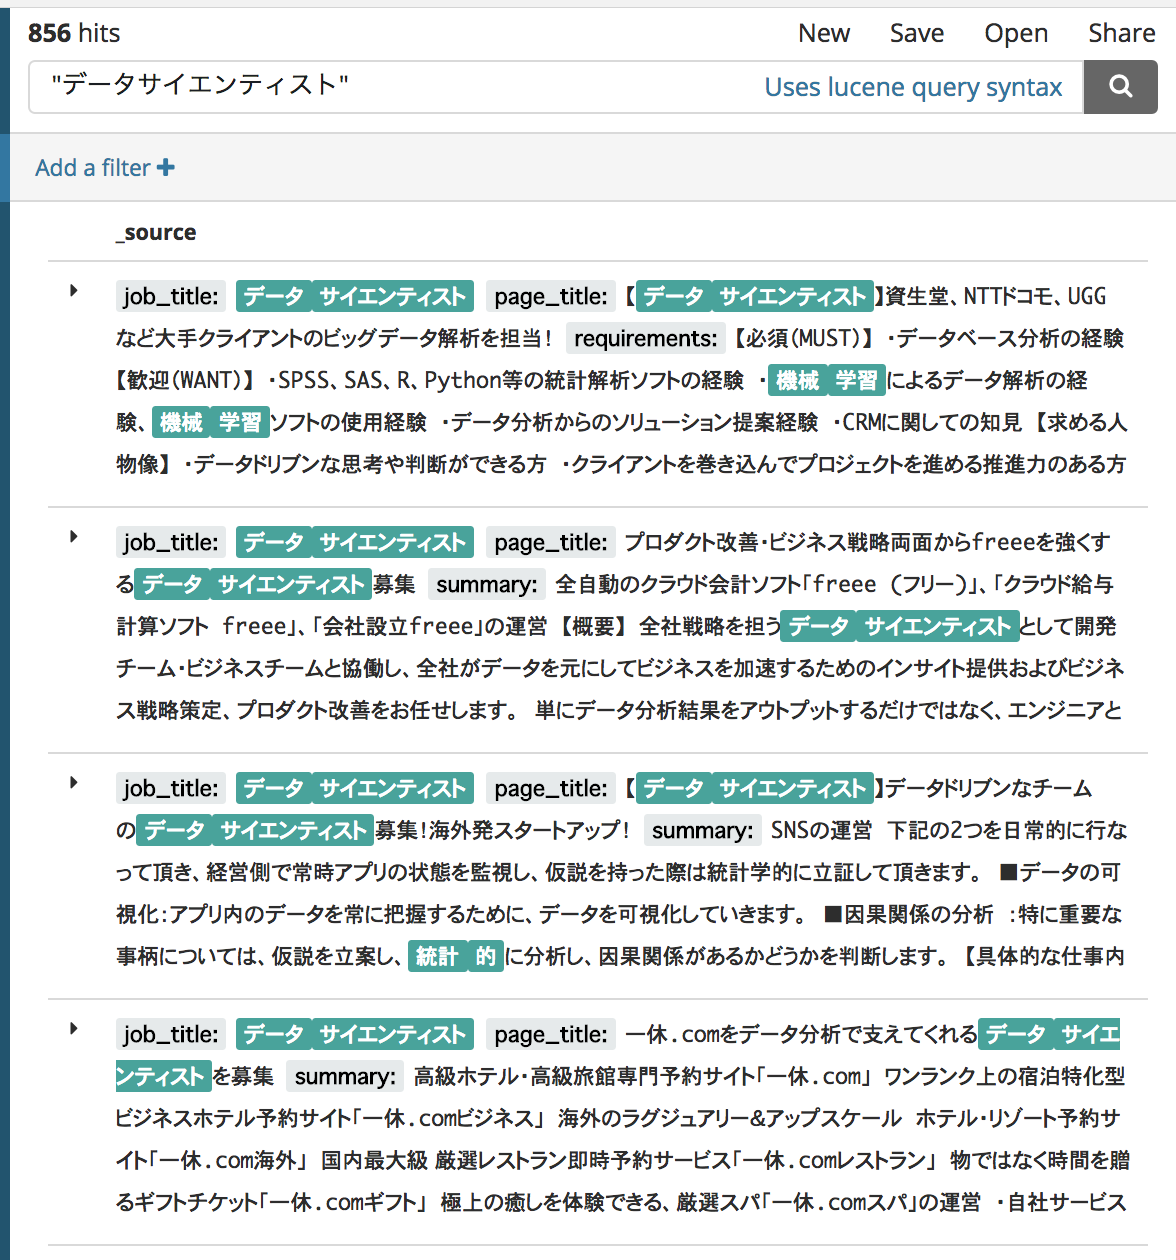 856 hits New Save Open Share
"データサイエンティスト" Uses lucene query syntax
Add a filter +
_source
job_title: データ サイエンティスト page_title: 【データ サイエンティスト】資生堂、NTTドコモ、UGG
など大手クライアントのビッグデータ解析を担当! requirements: 【必須(MUST)】 ・データベース分析の経験
【歓迎(WANT)】 ・SPSS、SAS、R、Python等の統計解析ソフトの経験 ・機械 学習によるデータ解析の経
験、機械 学習ソフトの使用経験 ・データ分析からのソリューション提案経験 ・CRMに関しての知見 【求める人
物像】 ・データドリブンな思考や判断ができる方 ・クライアントを巻き込んでプロジェクトを進める推進力のある方
job_title: データ サイエンティスト page_title: プロダクト改善・ビジネス戦略両面からfreeeを強くす
るデータ サイエンティスト募集 summary: 全自動のクラウド会計ソフト「freee (フリー)」、「クラウド給与
計算ソフト freee」、「会社設立freee」の運営 【概要】 全社戦略を担うデータ サイエンティストとして開発
チーム・ビジネスチームと協働し、全社がデータを元にしてビジネスを加速するためのインサイト提供およびビジネ
ス戦略策定、プロダクト改善をお任せします。 単にデータ分析結果をアウトプットするだけではなく、エンジニアと
job_title: データ サイエンティスト page_title: 【データ サイエンティスト】データドリブンなチーム
のデータ サイエンティスト募集!海外発スタートアップ! summary: SNSの運営 下記の2つを日常的に行な
って頂き、経営側で常時アプリの状態を監視し、仮説を持った際は統計学的に立証して頂きます。 ■データの可
視化:アプリ内のデータを常に把握するために、データを可視化していきます。 ■因果関係の分析 :特に重要な
事柄については、仮説を立案し、統計 的に分析し、因果関係があるかどうかを判断します。 【具体的な仕事内
job_title: データ サイエンティスト page_title: 一休.comをデータ分析で支えてくれるデータ サイエ
ンティストを募集 summary: 高級ホテル・高級旅館専門予約サイト「一休.com」 ワンランク上の宿泊特化型
ビジネスホテル予約サイト「一休.comビジネス」 海外のラグジュアリー&アップスケール ホテル・リゾート予約サ
イト「一休.com海外」 国内最大級 厳選レストラン即時予約サービス「一休.comレストラン」 物ではなく時間を贈
るギフトチケット「一休.comギフト」 極上の癒しを体験できる、厳選スパ「一休.comスパ」の運営 ・自社サービス